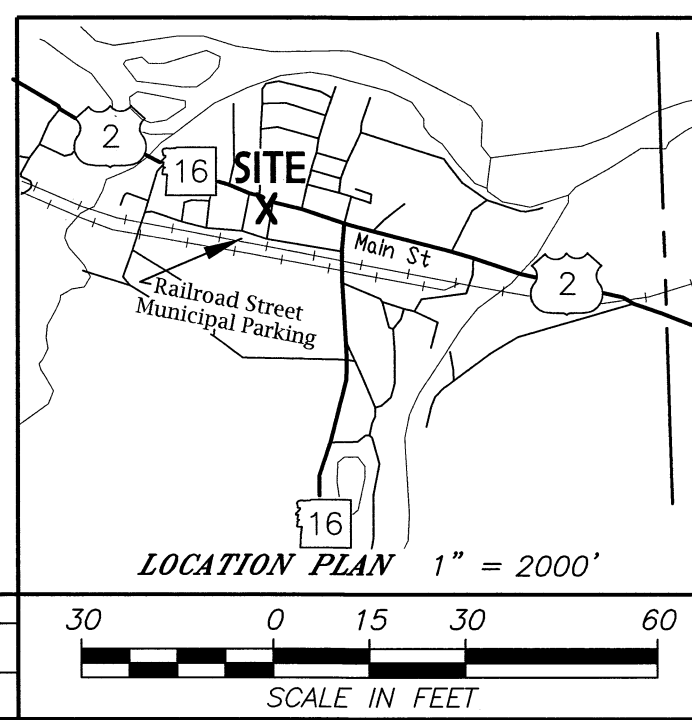 2
16
SITE
X
Main St
2
Railroad Street
Municipal Parking
16
LOCATION PLAN 1" = 2000'
30 0 15 30 60
SCALE IN FEET